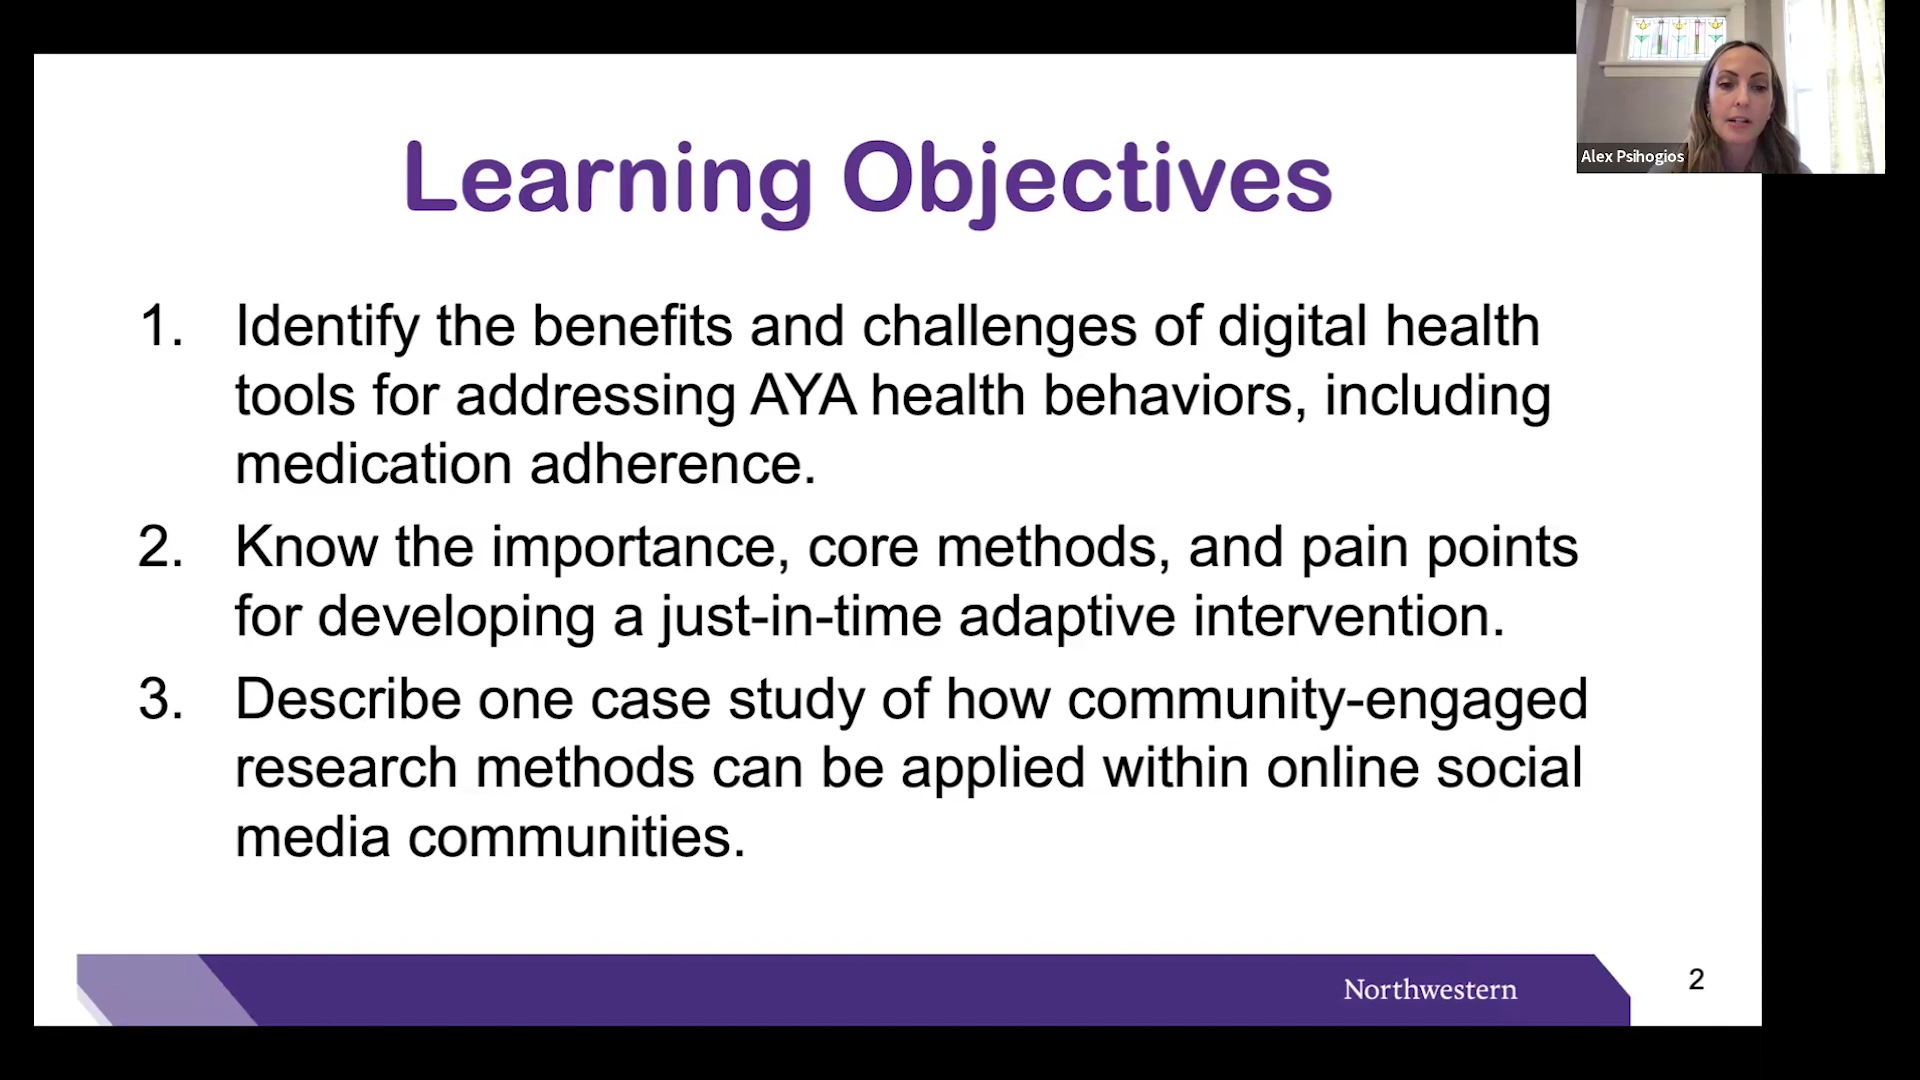 Alex Psihogios
Learning Objectives
1. Identify the benefits and challenges of digital health
tools for addressing AYA health behaviors, including
medication adherence.
2. Know the importance, core methods, and pain points
for developing a just-in-time adaptive intervention.
3. Describe one case study of how community-engaged
research methods can be applied within online social
media communities.
Northwestern
2